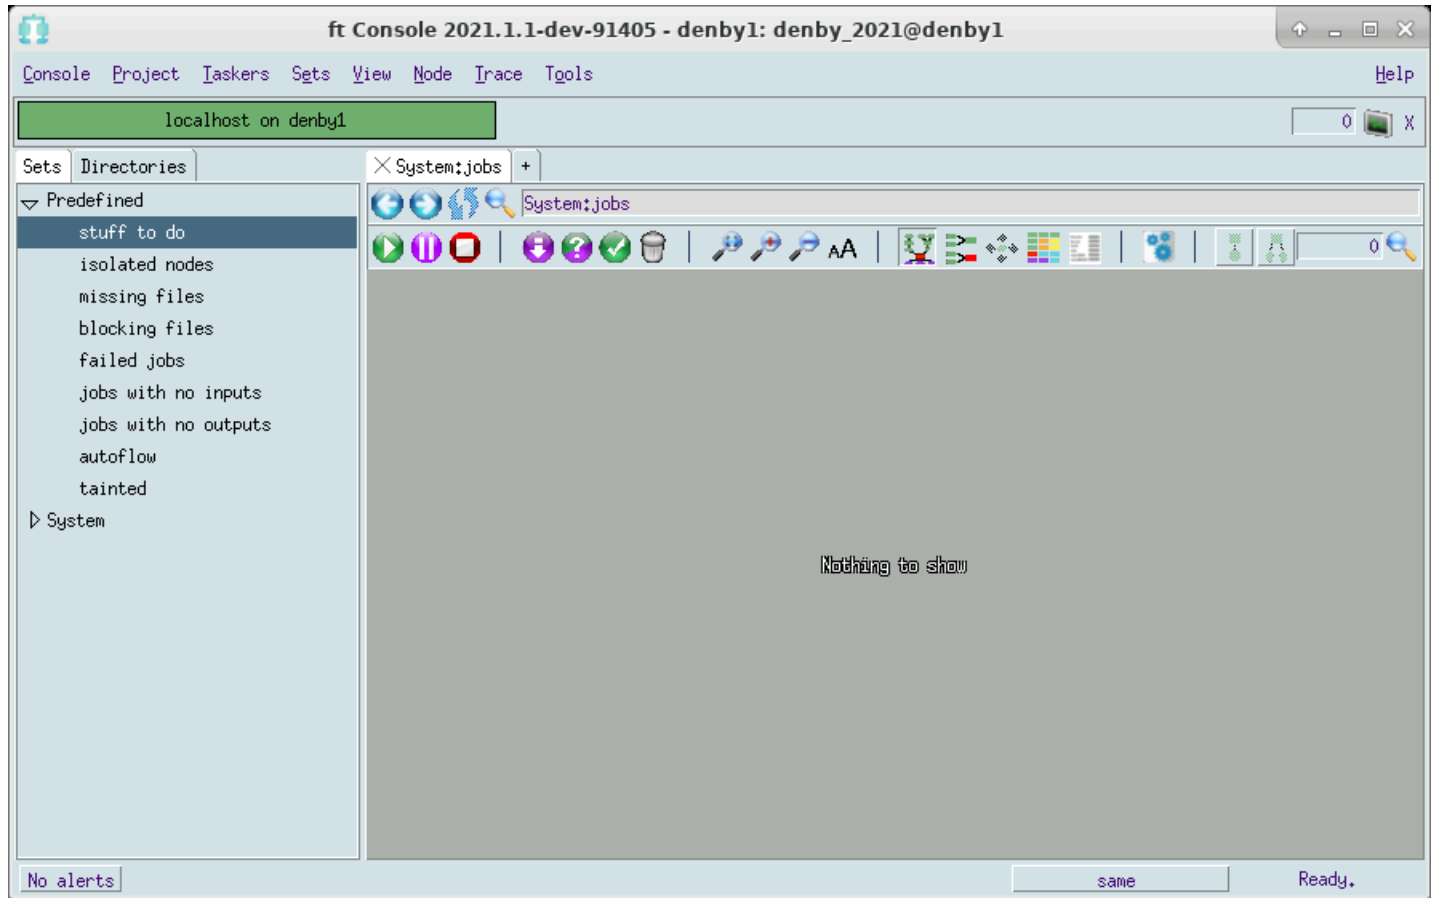 ft Console 2021.1.1-dev-91405 - denby1: denby_2021@denby1
Console Project Taskers Sets View Node Trace Tools Help
localhost on denby1
0 X
Sets Directories
System:jobs +
Predefined
System:jobs
stuff to do
AA
0
isolated nodes
missing files
blocking files
failed jobs
jobs with no inputs
jobs with no outputs
autoflow
tainted
System
Nothing to show
No alerts
same
Ready.